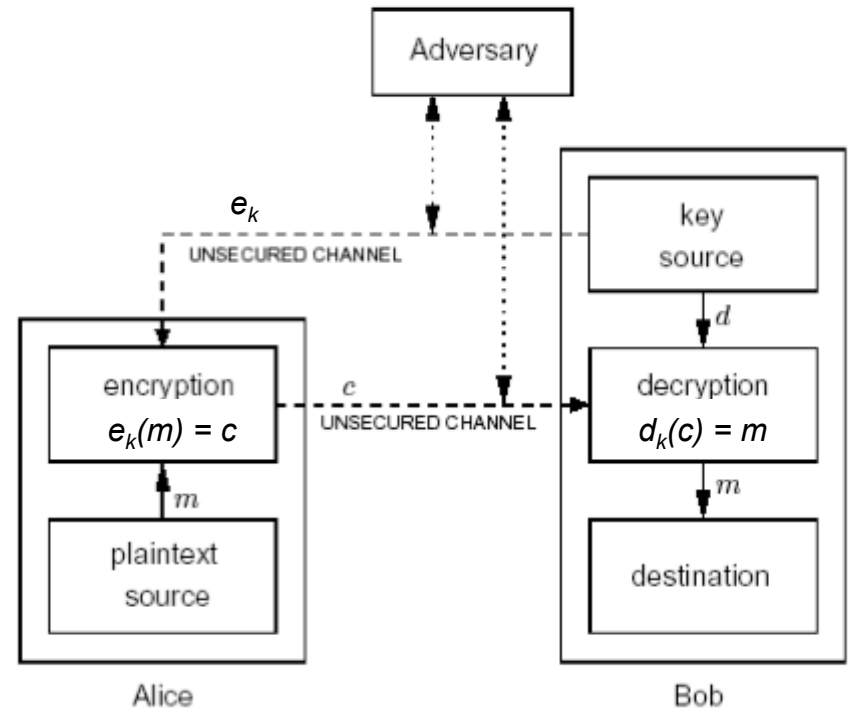 Adversary
e_k
UNSECURED CHANNEL
key
source
d
encryption
e_k(m) = c
c
UNSECURED CHANNEL
decryption
d_k(c) = m
m
plaintext
source
m
destination
Alice
Bob